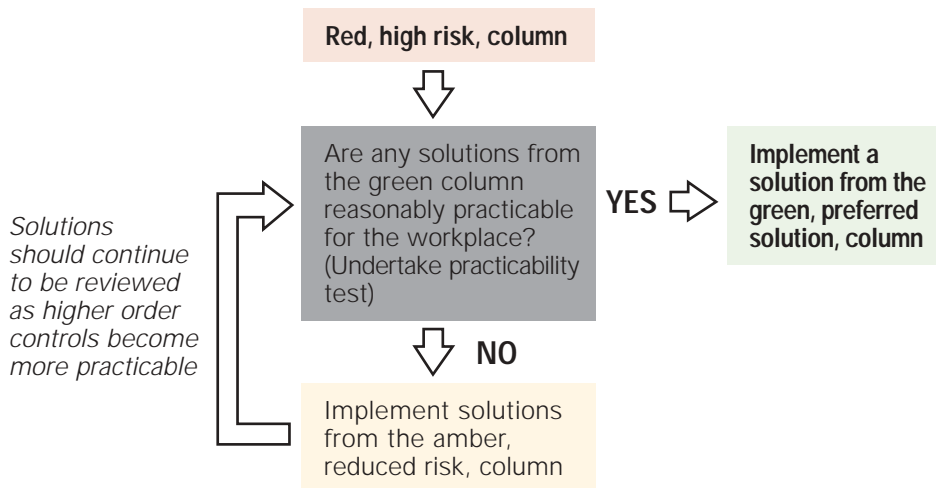 Red, high risk, column
Are any solutions from
the green column
reasonably practicable
for the workplace?
(Undertake practicability
test)
YES
Implement a
solution from the
green, preferred
solution, column
Solutions
should continue
to be reviewed
as higher order
controls become
more practicable
NO
Implement solutions
from the amber,
reduced risk, column